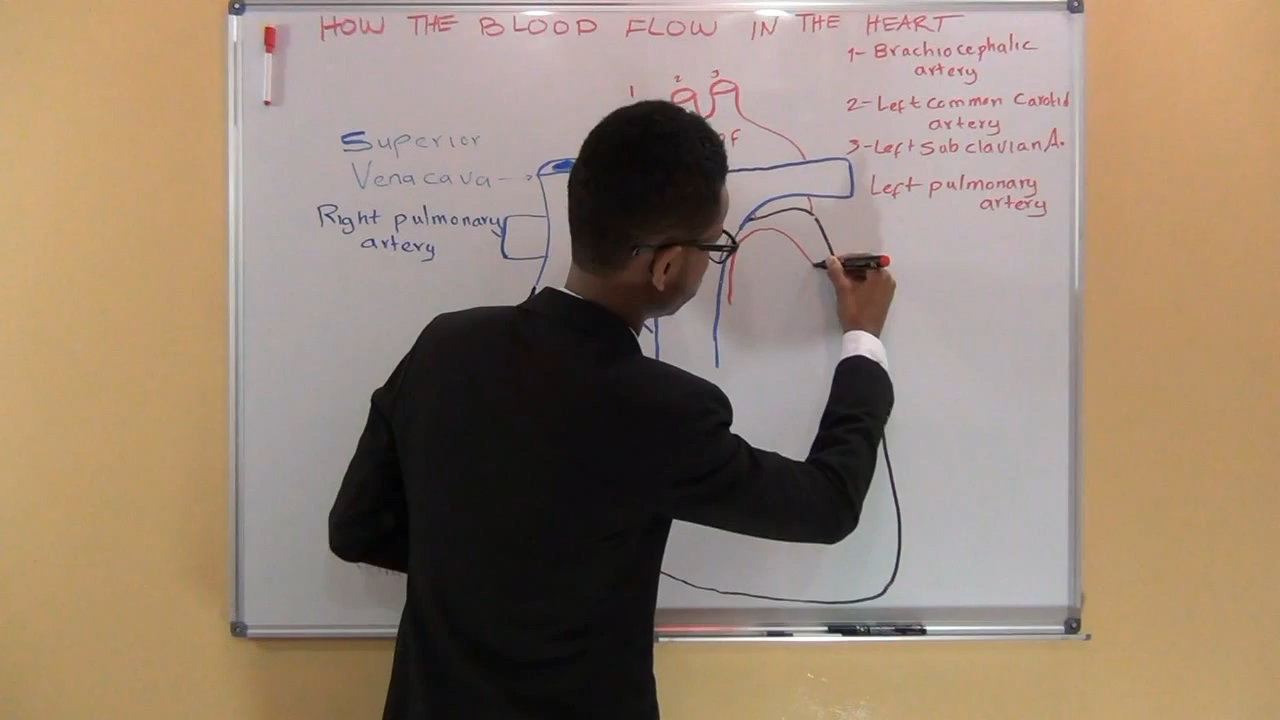 HOW THE BLOOD FLOW IN THE HEART
1- Brachiocephalic
artery
2- Left common Carotid
artery
3- Left Subclavian A.
Left pulmonary
artery
1 2 3
Superior
Venacava
Right pulmonary
artery